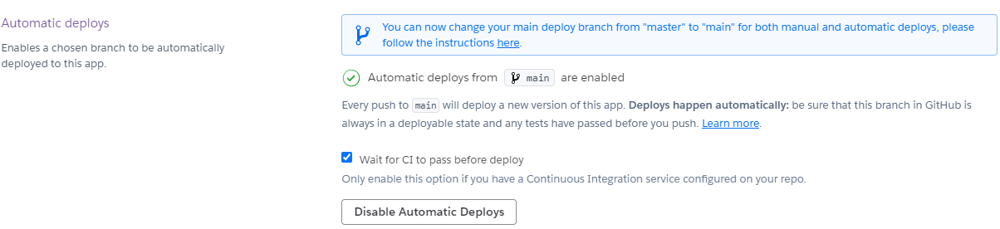 Automatic deploys
Enables a chosen branch to be automatically
deployed to this app.
You can now change your main deploy branch from "master" to "main" for both manual and automatic deploys, please
follow the instructions here.
Automatic deploys from main are enabled
Every push to main will deploy a new version of this app. Deploys happen automatically: be sure that this branch in GitHub is
always in a deployable state and any tests have passed before you push. Learn more.
Wait for CI to pass before deploy
Only enable this option if you have a Continuous Integration service configured on your repo.
Disable Automatic Deploys